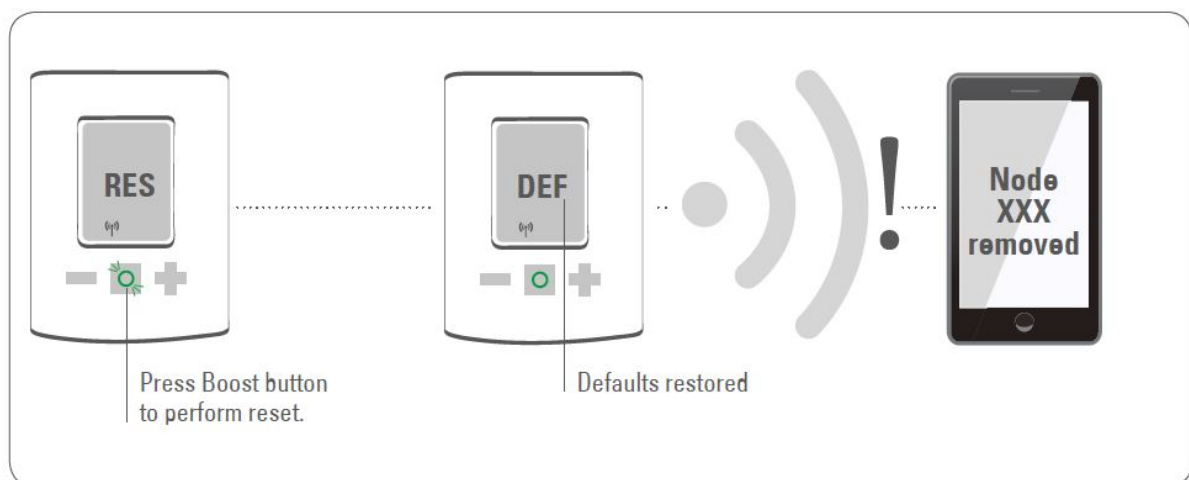 RES
Press Boost button
to perform reset.
DEF
Defaults restored
!
Node
XXX
removed